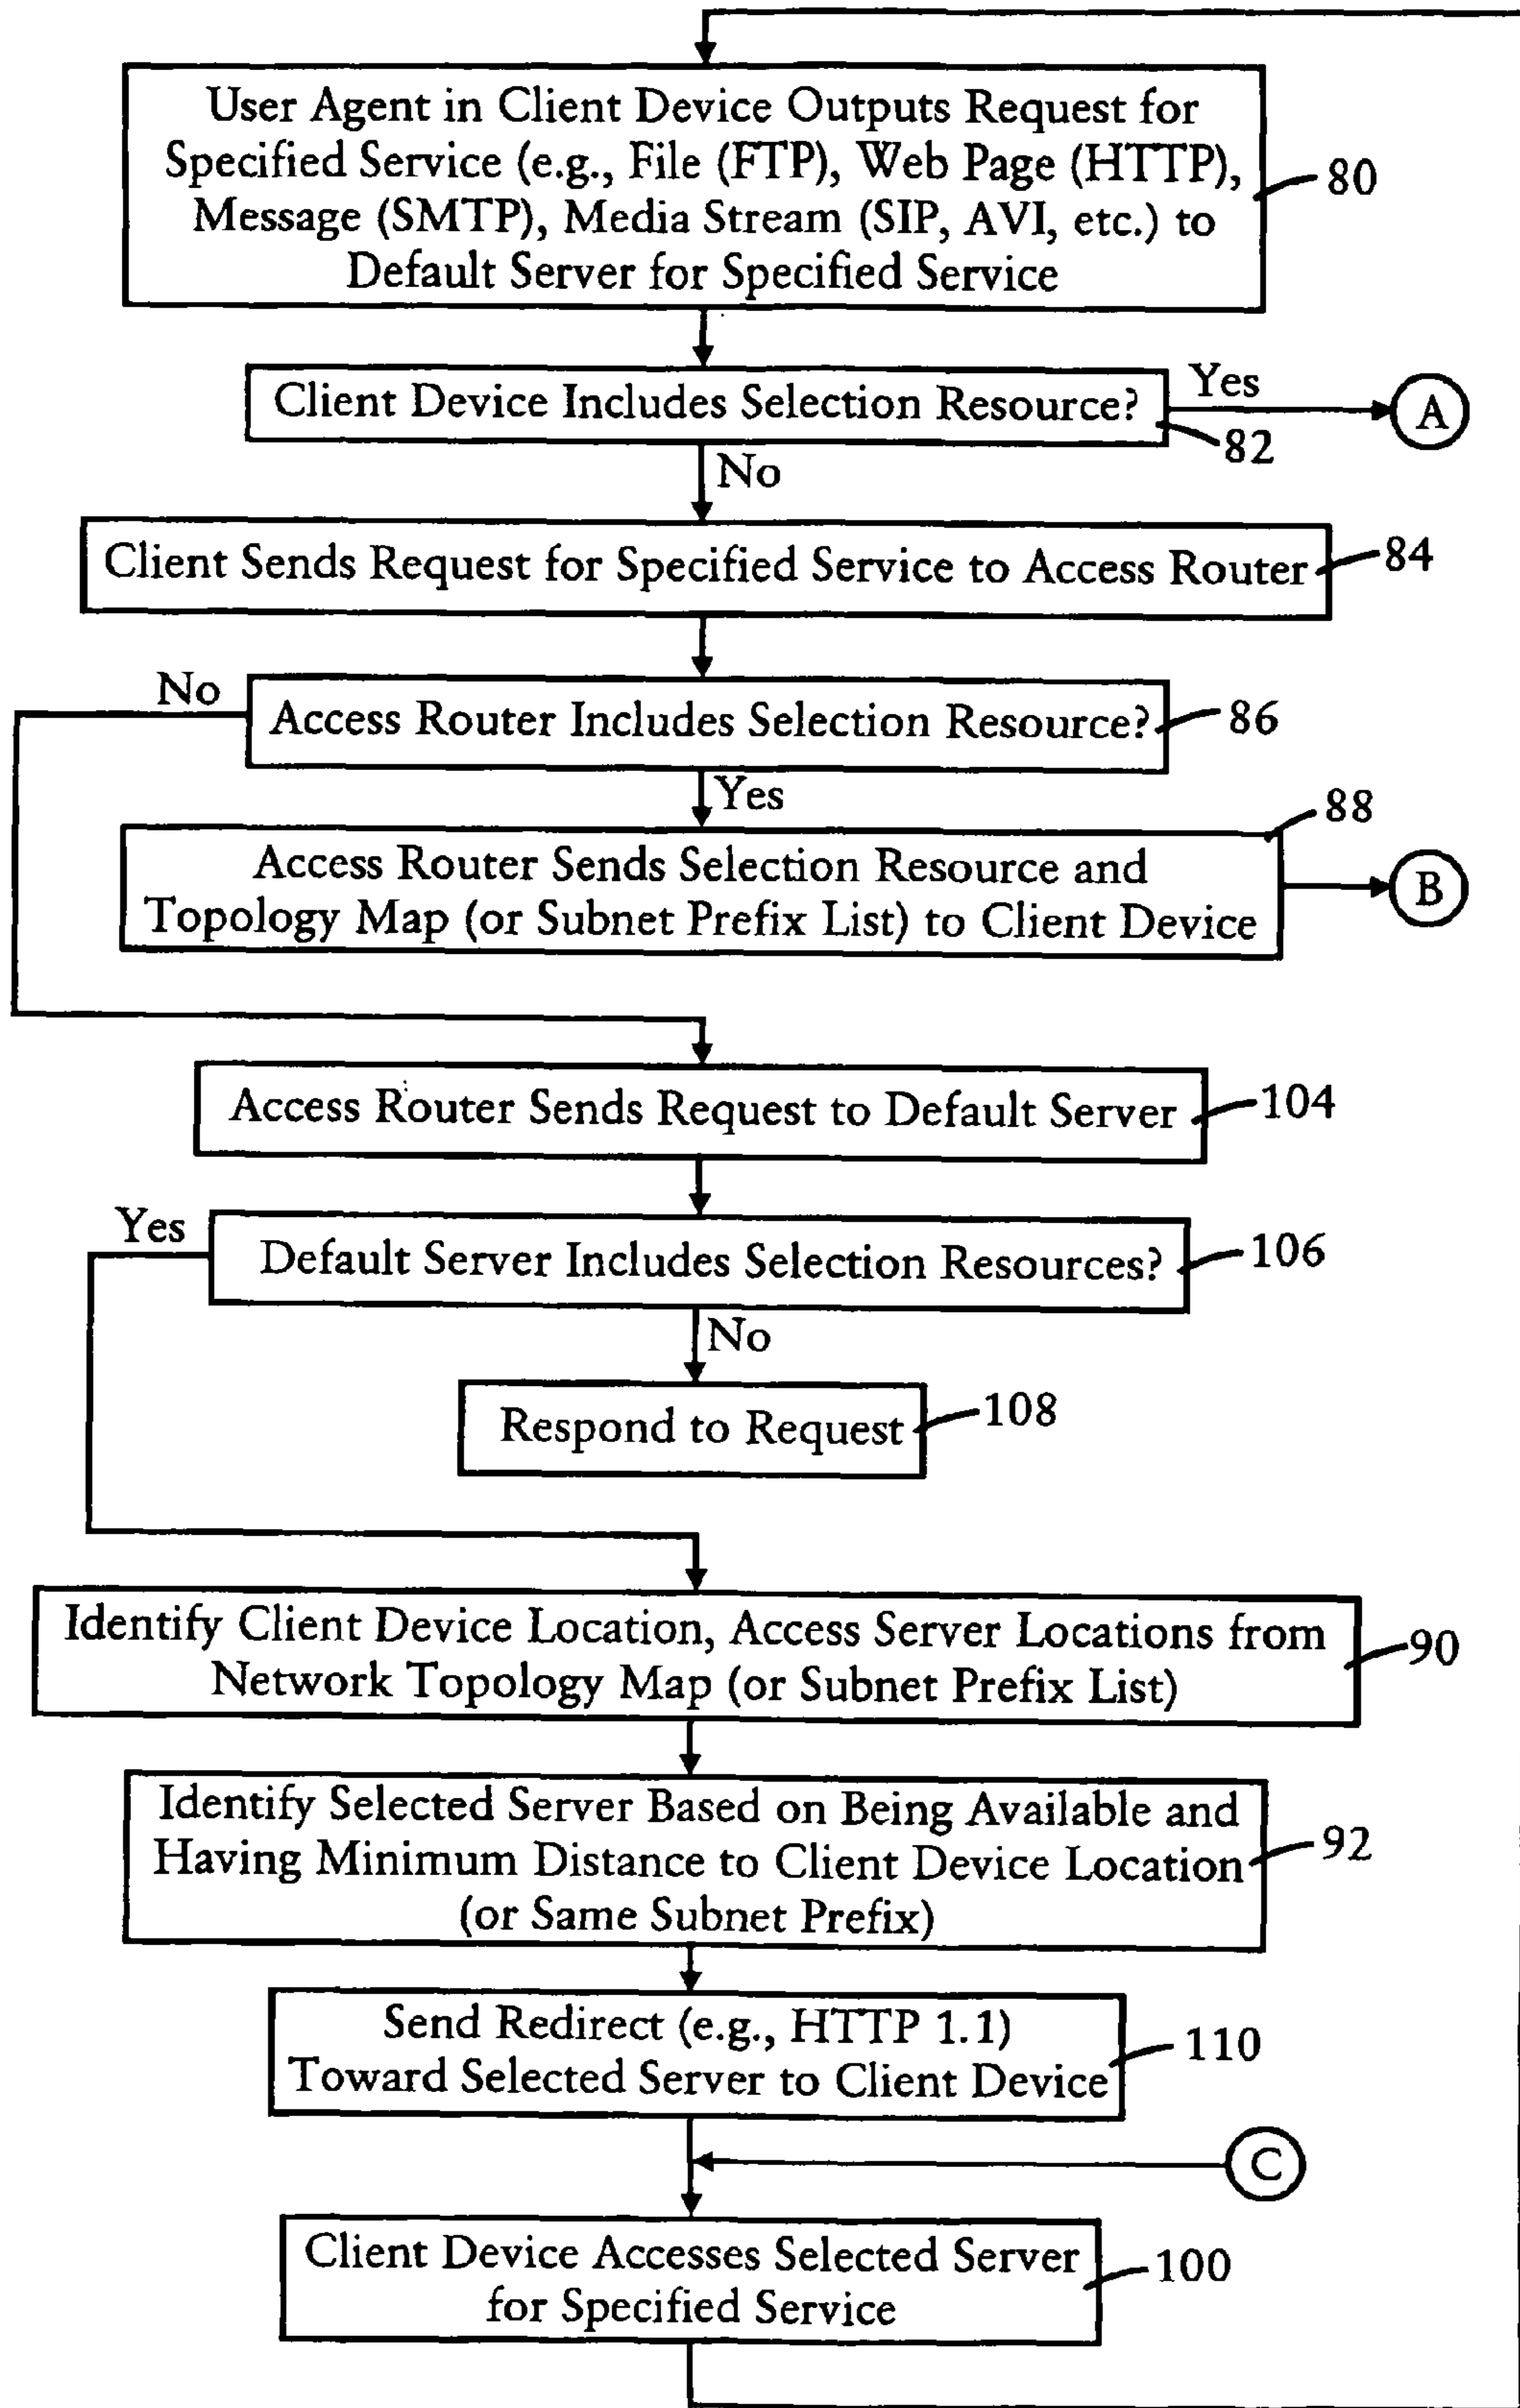 User Agent in Client Device Outputs Request for
Specified Service (e.g., File (FTP), Web Page (HTTP),
Message (SMTP), Media Stream (SIP, AVI, etc.) to
Default Server for Specified Service
80
Client Device Includes Selection Resource?
Yes
A
82
No
Client Sends Request for Specified Service to Access Router
84
No
Access Router Includes Selection Resource?
86
Yes
88
Access Router Sends Selection Resource and
Topology Map (or Subnet Prefix List) to Client Device
B
Access Router Sends Request to Default Server
104
Yes
Default Server Includes Selection Resources?
106
No
Respond to Request
108
Identify Client Device Location, Access Server Locations from
Network Topology Map (or Subnet Prefix List)
90
Identify Selected Server Based on Being Available and
Having Minimum Distance to Client Device Location
(or Same Subnet Prefix)
92
Send Redirect (e.g., HTTP 1.1)
Toward Selected Server to Client Device
110
C
Client Device Accesses Selected Server
for Specified Service
100